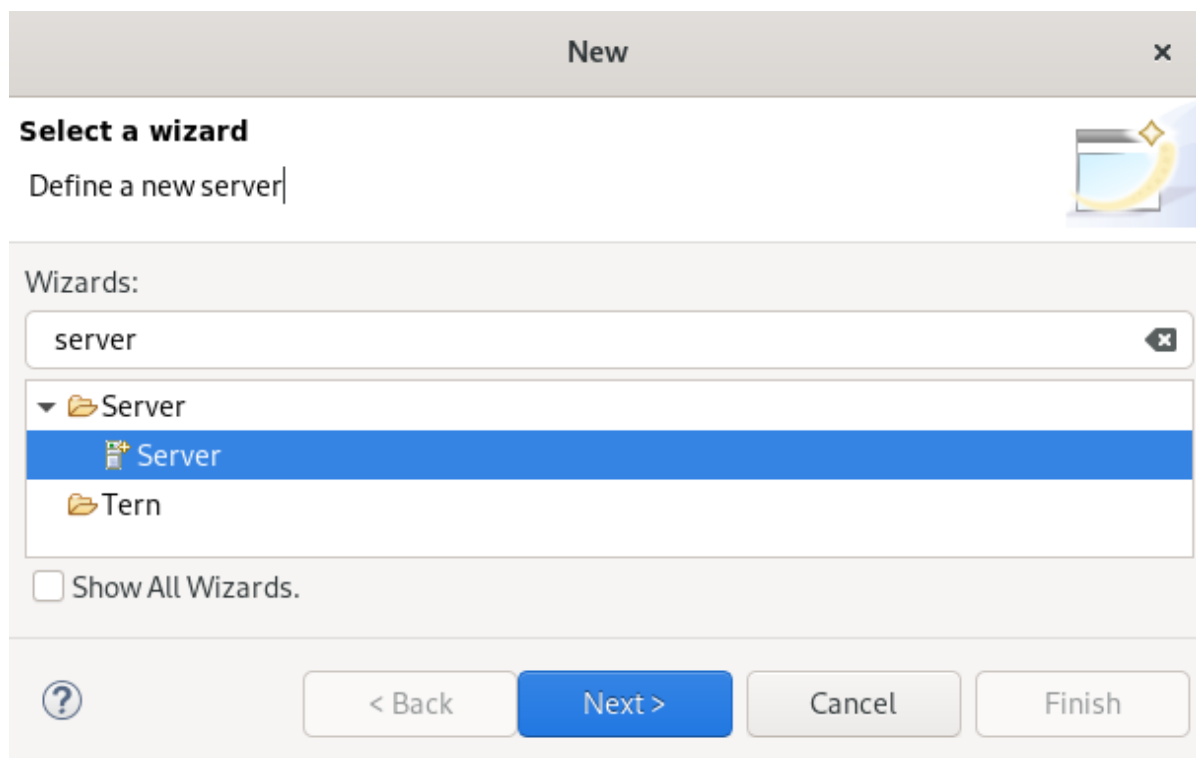 New
Select a wizard
Define a new server
Wizards:
server
Server
Server
Tern
Show All Wizards.
< Back Next > Cancel Finish